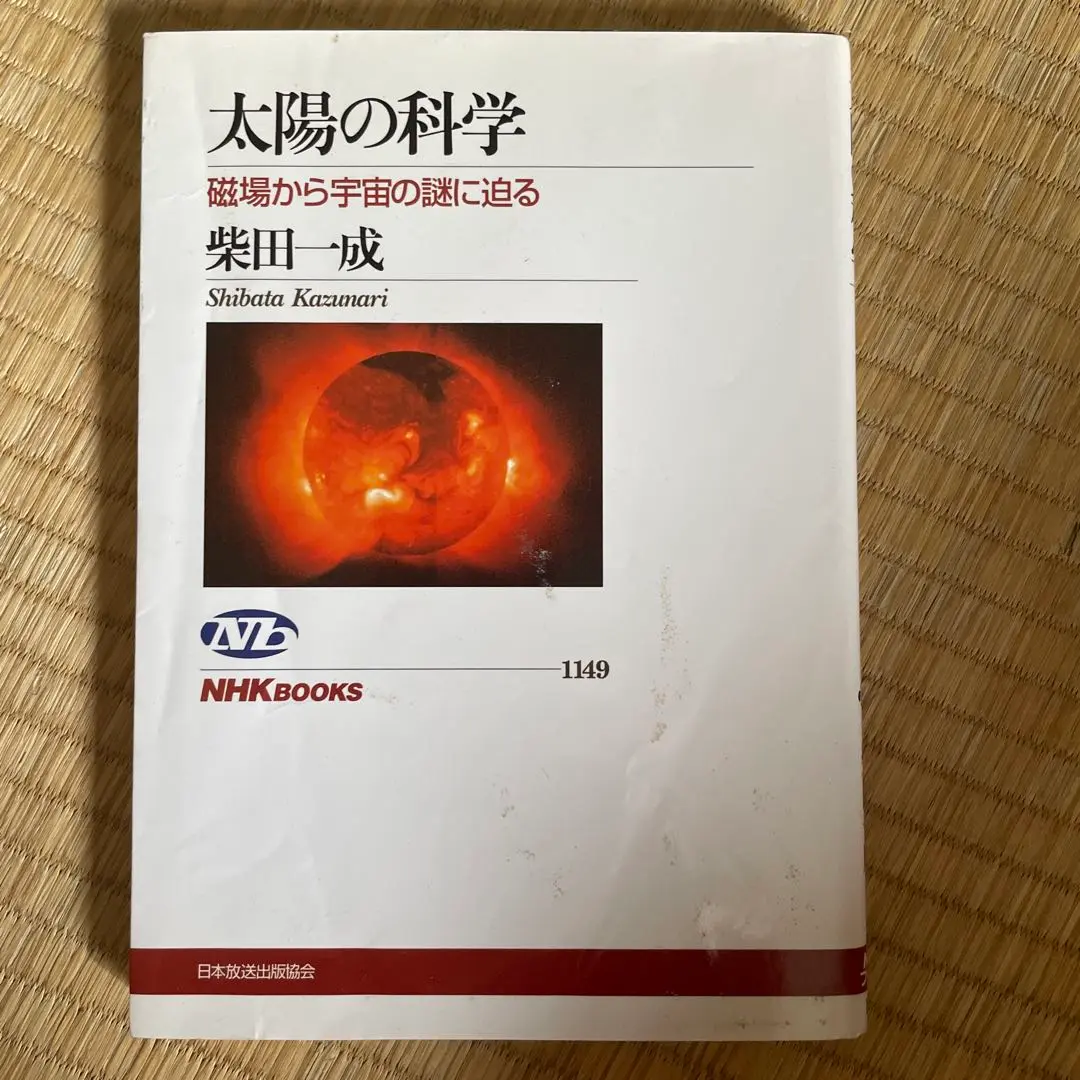 太陽の科学
磁場から宇宙の謎に迫る
柴田一成
Shibata Kazunari
Nb
1149
NHKBOOKS
日本放送出版協会